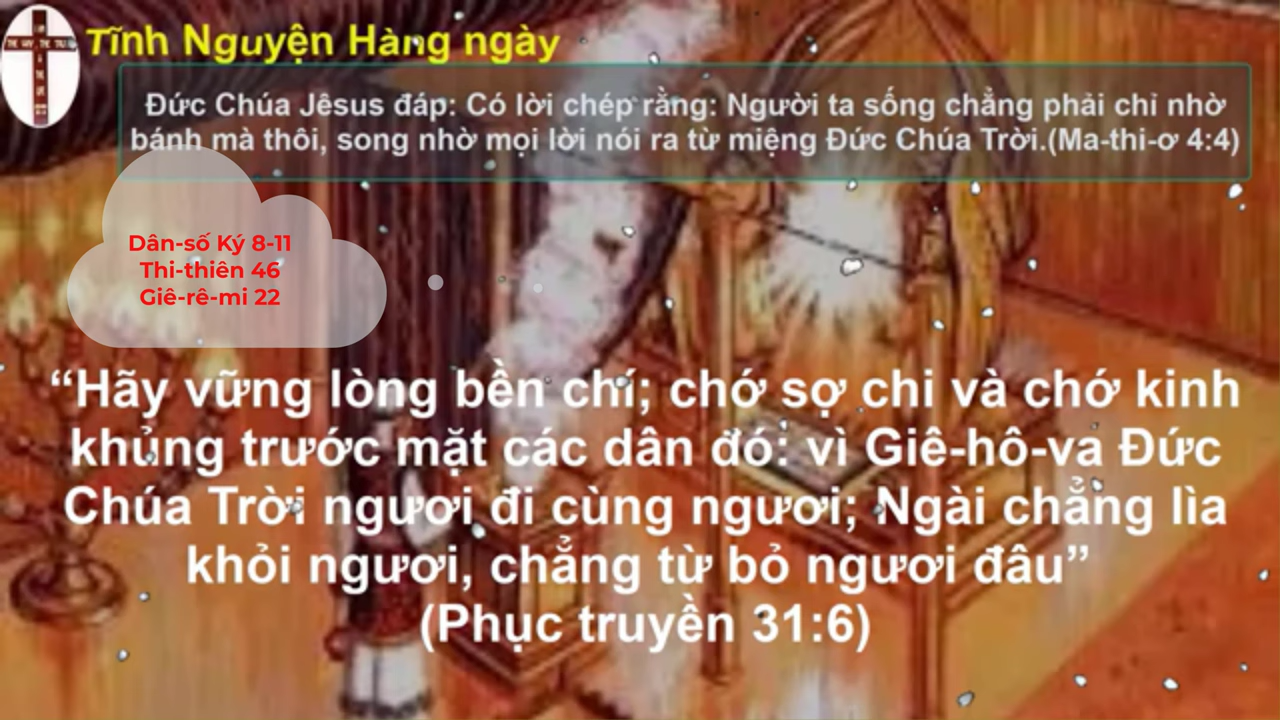 Tĩnh Nguyện Hàng ngày
Đức Chúa Jêsus đáp: Có lời chép rằng: Người ta sống chẳng phải chỉ nhờ
bánh mà thôi, song nhờ mọi lời nói ra từ miệng Đức Chúa Trời.(Ma-thi-ơ 4:4)
Dân-số Ký 8-11
Thi-thiên 46
Giê-rê-mi 22
“Hãy vững lòng bền chí; chớ sợ chi và chớ kinh
khủng trước mặt các dân đó: vì Giê-hô-va Đức
Chúa Trời ngươi đi cùng ngươi; Ngài chẳng lìa
khỏi ngươi, chẳng từ bỏ ngươi đâu”
(Phục truyền 31:6)